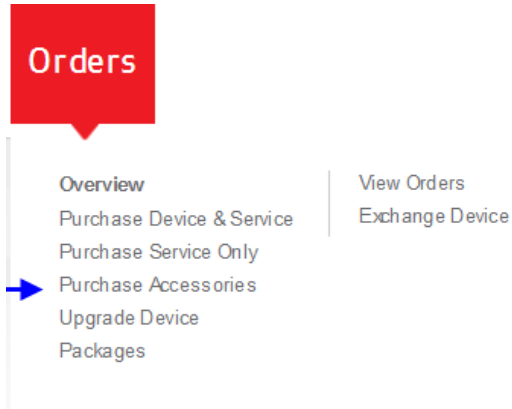 Orders
Overview
Purchase Device & Service
Purchase Service Only
Purchase Accessories
Upgrade Device
Packages
View Orders
Exchange Device